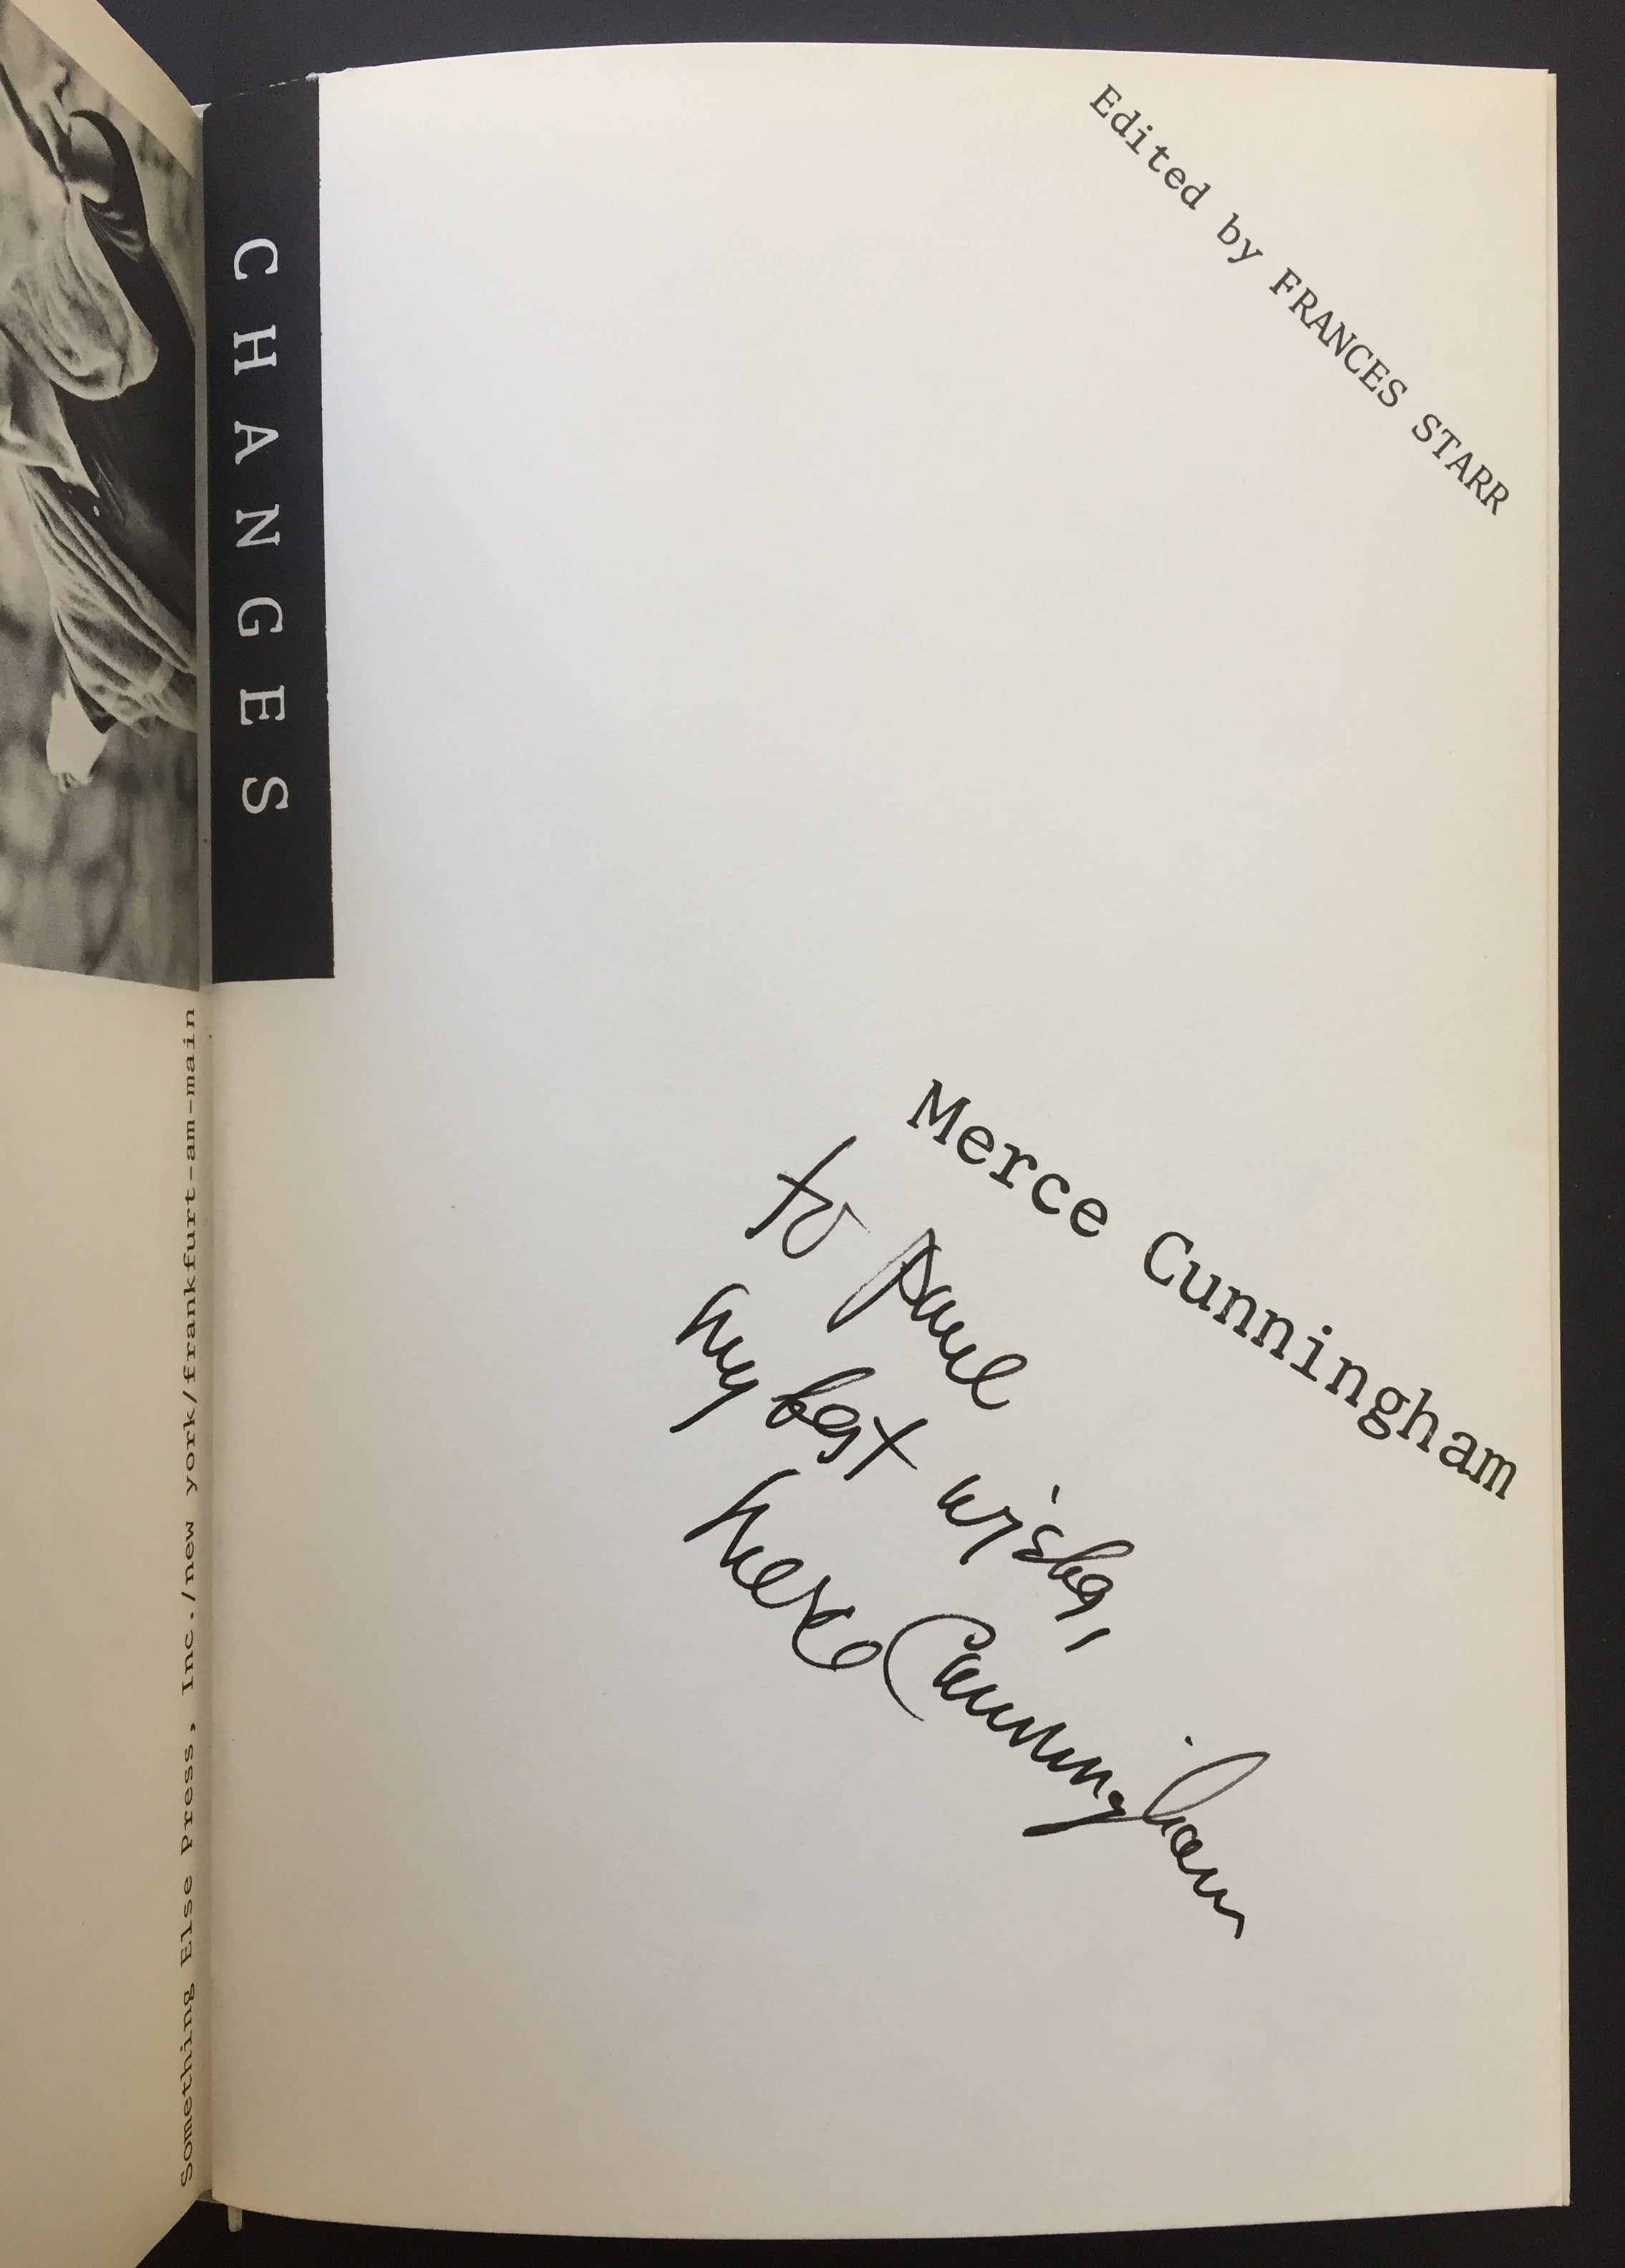 Edited by FRANCES STARR
CHANGES
Something Else Press, Inc./new york/frankfurt-am-main
Merce Cunningham
to paul
my best wishes,
Merce Cunningham